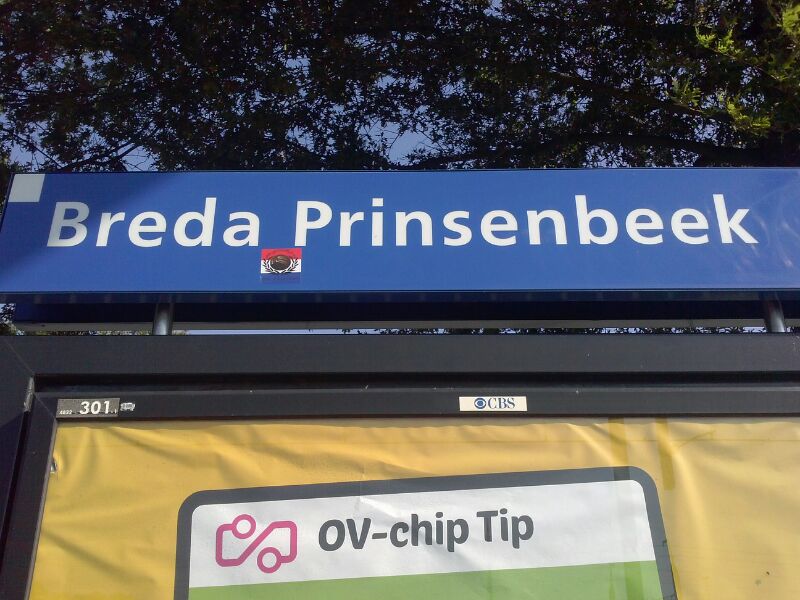 Breda Prinsenbeek
301
CBS
OV-chip Tip